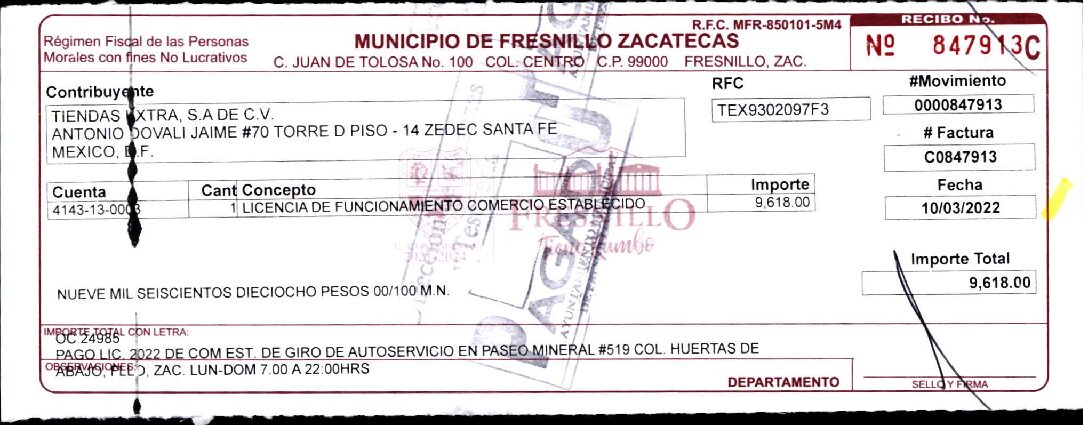 R.F.C. MFR-850101-5M4
RECIBO No.
Régimen Fiscal de las Personas
Morales con fines No Lucrativos
MUNICIPIO DE FRESNILLO ZACATECAS
C. JUAN DE TOLOSA No. 100 COL. CENTRO C.P. 99000 FRESNILLO, ZAC.
Nº 847913C
Contribuyente
TIENDAS EXTRA, S.A DE C.V.
ANTONIO DOVALI JAIME #70 TORRE D PISO - 14 ZEDEC SANTA FE
MEXICO, D.F.
RFC
TEX9302097F3
#Movimiento
0000847913
# Factura
C0847913
Fecha
10/03/2022
Cuenta Cant Concepto Importe
4143-13-0003 1 LICENCIA DE FUNCIONAMIENTO COMERCIO ESTABLECIDO 9,618.00
FRESNILLO
PAGADO
Importe Total
9,618.00
NUEVE MIL SEISCIENTOS DIECIOCHO PESOS 00/100 M.N.
IMPORTE TOTAL CON LETRA:
OC 24985
PAGO LIC. 2022 DE COM EST. DE GIRO DE AUTOSERVICIO EN PASEO MINERAL #519 COL. HUERTAS DE
OBSERVACIONES:
ABAJO, FLLO, ZAC. LUN-DOM 7.00 A 22:00HRS
DEPARTAMENTO
SELLO Y FIRMA